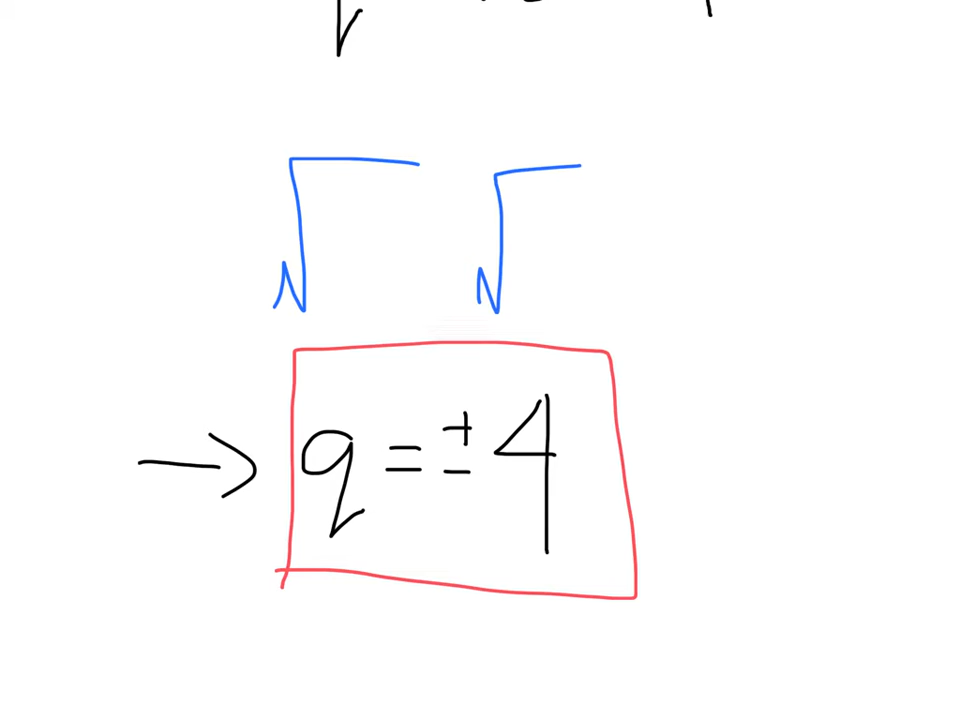 √ √
→ q = ± 4